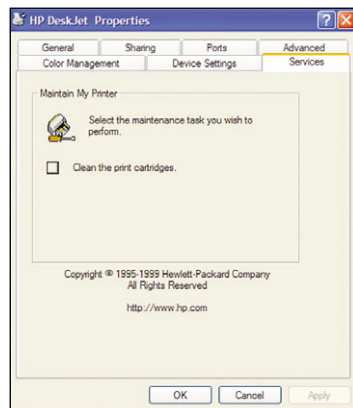 HP DeskJet Properties
General Sharing Ports Advanced
Color Management Device Settings Services
Maintain My Printer
Select the maintenance task you wish to
perform.
Clean the print cartridges.
Copyright © 1995-1999 Hewlett-Packard Company
All Rights Reserved
http://www.hp.com
OK Cancel Apply